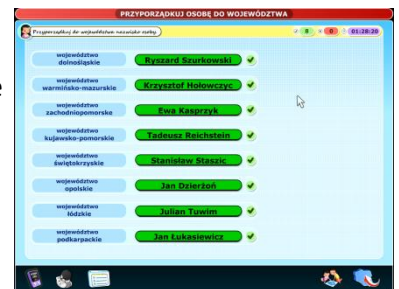 PRZYPORZĄDKUJ OSOBĘ DO WOJEWÓDZTWA
Przyporządkuj do województwa nazwisko osoby
8 0 01:28:20
województwo
dolnośląskie
Ryszard Szurkowski
województwo
warmińsko-mazurskie
Krzysztof Hołowczyc
województwo
zachodniopomorskie
Ewa Kasprzyk
województwo
kujawsko-pomorskie
Tadeusz Reichstein
województwo
świętokrzyskie
Stanisław Staszic
województwo
opolskie
Jan Dzierżoń
województwo
łódzkie
Julian Tuwim
województwo
podkarpackie
Jan Łukasiewicz
e